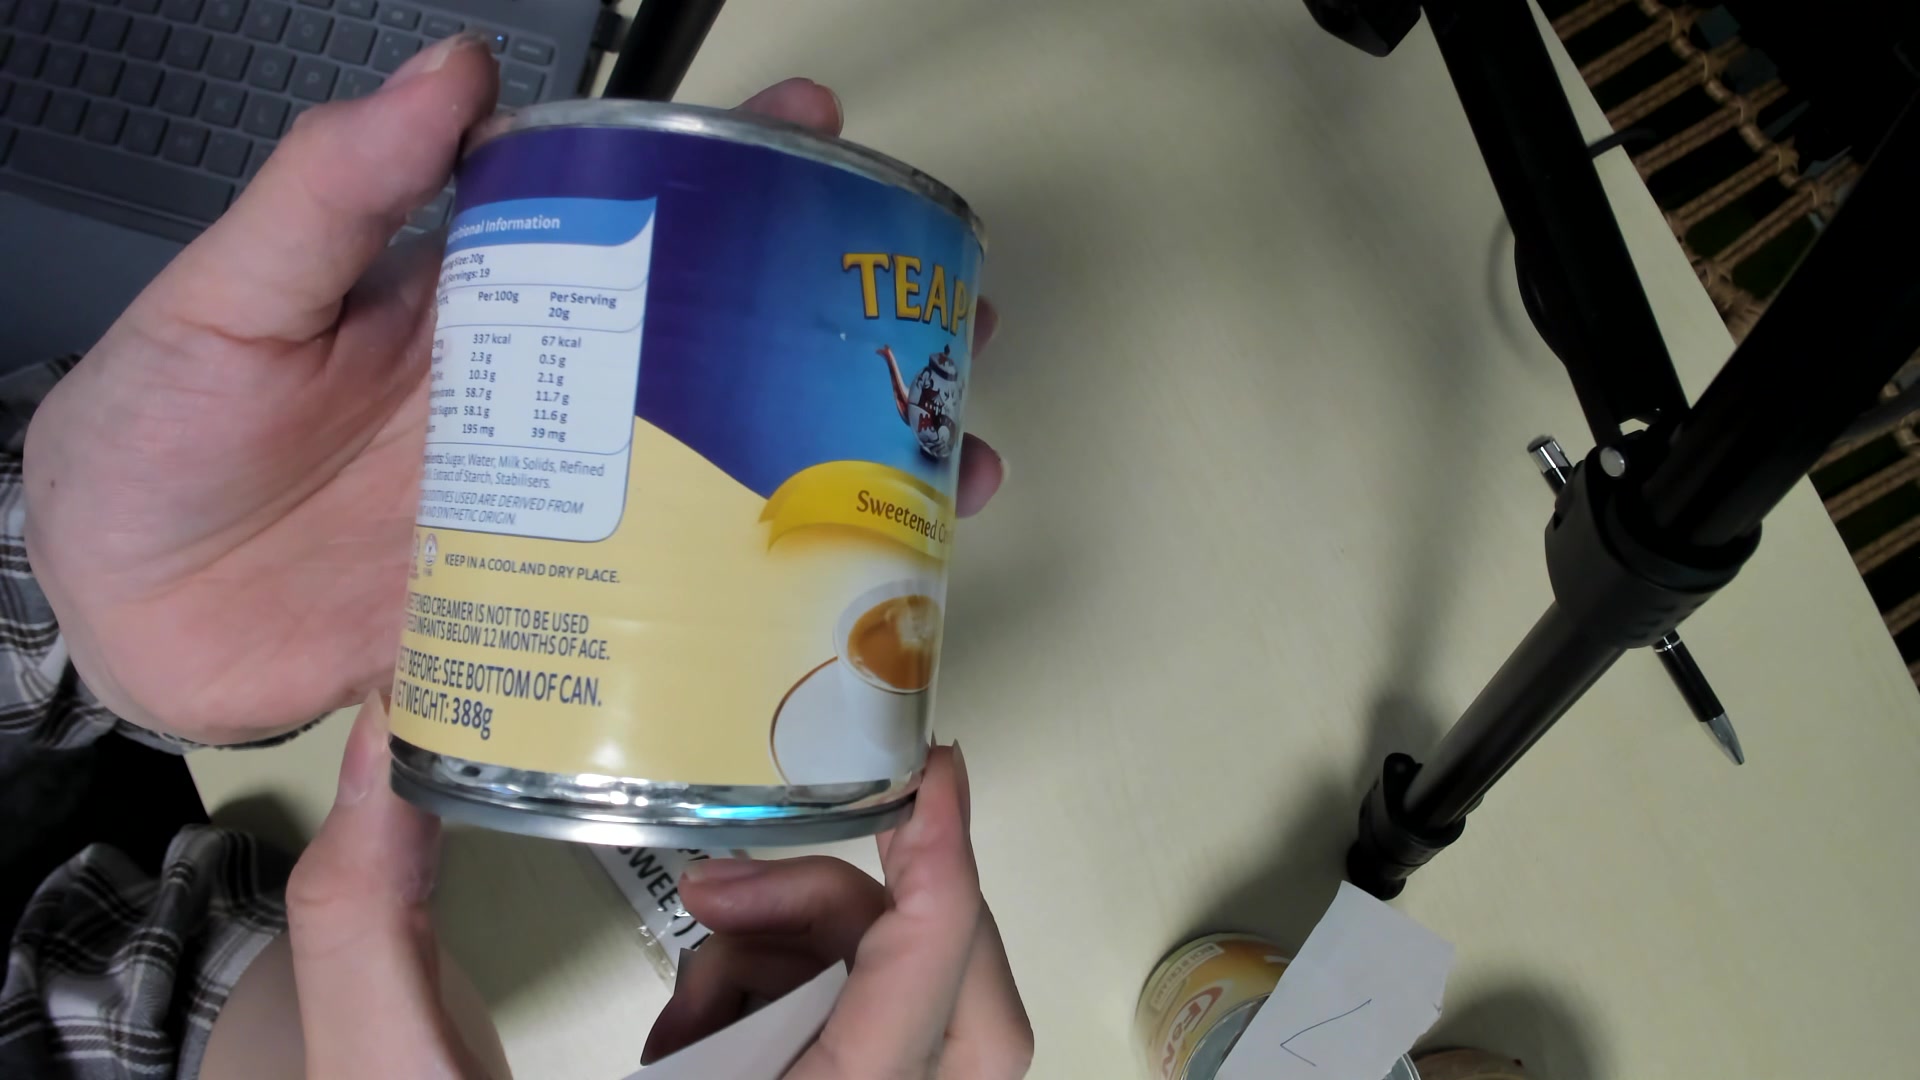 Information
Size: 20g
Servings: 19
Per 100g
Per Serving
20g
337 kcal 67 kcal
2.3 g 0.5 g
10.3 g 2.1 g
58.7 g 11.7 g
Sugars 58.1 g 11.6 g
195 mg 39 mg
Sugar, Water, Milk Solids, Refined
Extract of Starch, Stabilisers.
USED ARE DERIVED FROM
AND SYNTHETIC ORIGIN.
KEEP IN A COOL AND DRY PLACE.
CREAMER IS NOT TO BE USED
INFANTS BELOW 12 MONTHS OF AGE.
BEFORE: SEE BOTTOM OF CAN.
WEIGHT: 388g
TEAP
Sweetened
SWEET